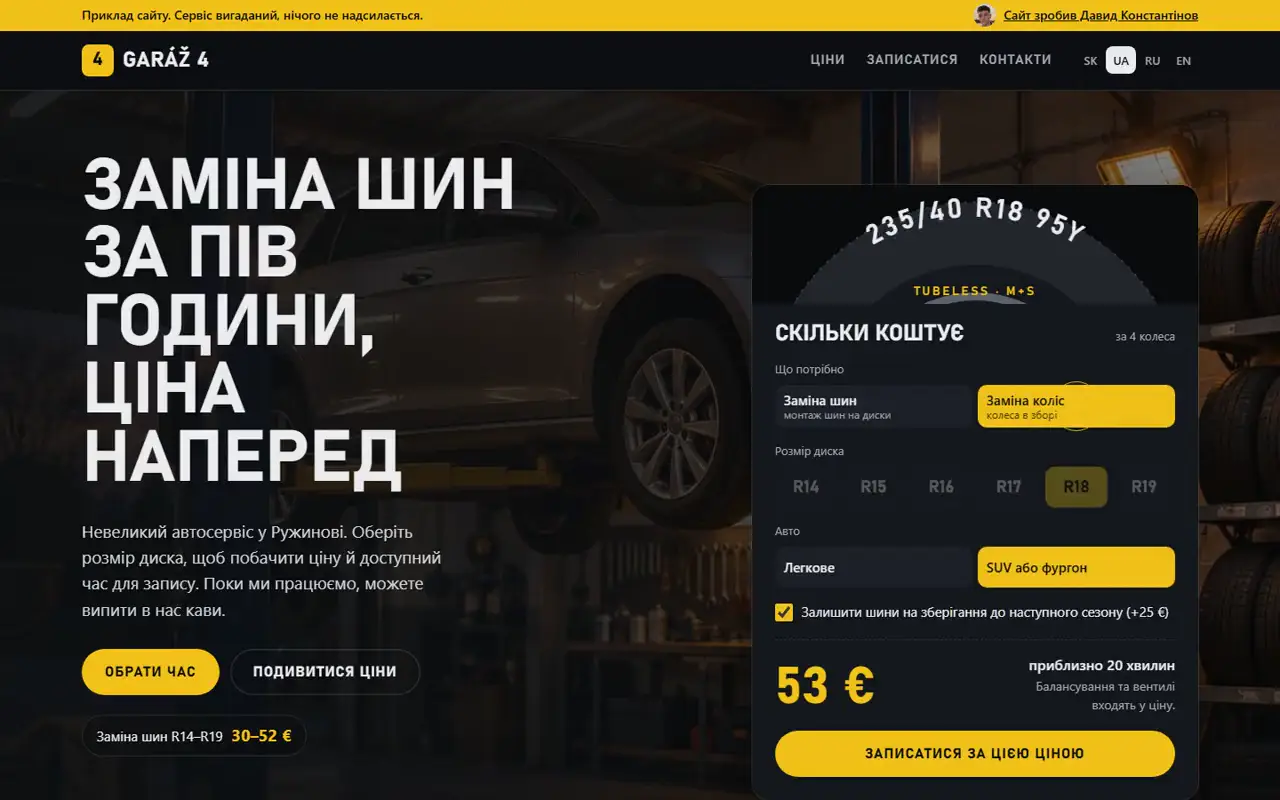 Приклад сайту. Сервіс вигаданий, нічого не надсилається.
Сайт зробив Давид Константінов
4 GARÁŽ 4
ЦІНИ ЗАПИСАТИСЯ КОНТАКТИ SK UA RU EN
ЗАМІНА ШИН
ЗА ПІВ
ГОДИНИ,
ЦІНА
НАПЕРЕД
Невеликий автосервіс у Ружинові. Оберіть
розмір диска, щоб побачити ціну й доступний
час для запису. Поки ми працюємо, можете
випити в нас кави.
ОБРАТИ ЧАС ПОДИВИТИСЯ ЦІНИ
Заміна шин R14–R19 30–52 €
235/40 R18 95Y
TUBELESS · M+S
СКІЛЬКИ КОШТУЄ за 4 колеса
Що потрібно
Заміна шин
монтаж шин на диски
Заміна коліс
колеса в зборі
Розмір диска
R14 R15 R16 R17 R18 R19
Авто
Легкове SUV або фургон
Залишити шини на зберігання до наступного сезону (+25 €)
53 €
приблизно 20 хвилин
Балансування та вентилі
входять у ціну.
ЗАПИСАТИСЯ ЗА ЦІЄЮ ЦІНОЮ